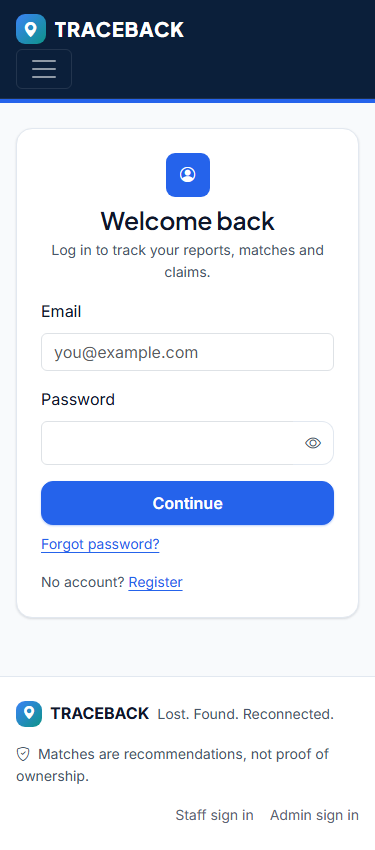 TRACEBACK
Welcome back
Log in to track your reports, matches and
claims.
Email
you@example.com
Password
Continue
Forgot password?
No account? Register
TRACEBACK Lost. Found. Reconnected.
Matches are recommendations, not proof of
ownership.
Staff sign in Admin sign in